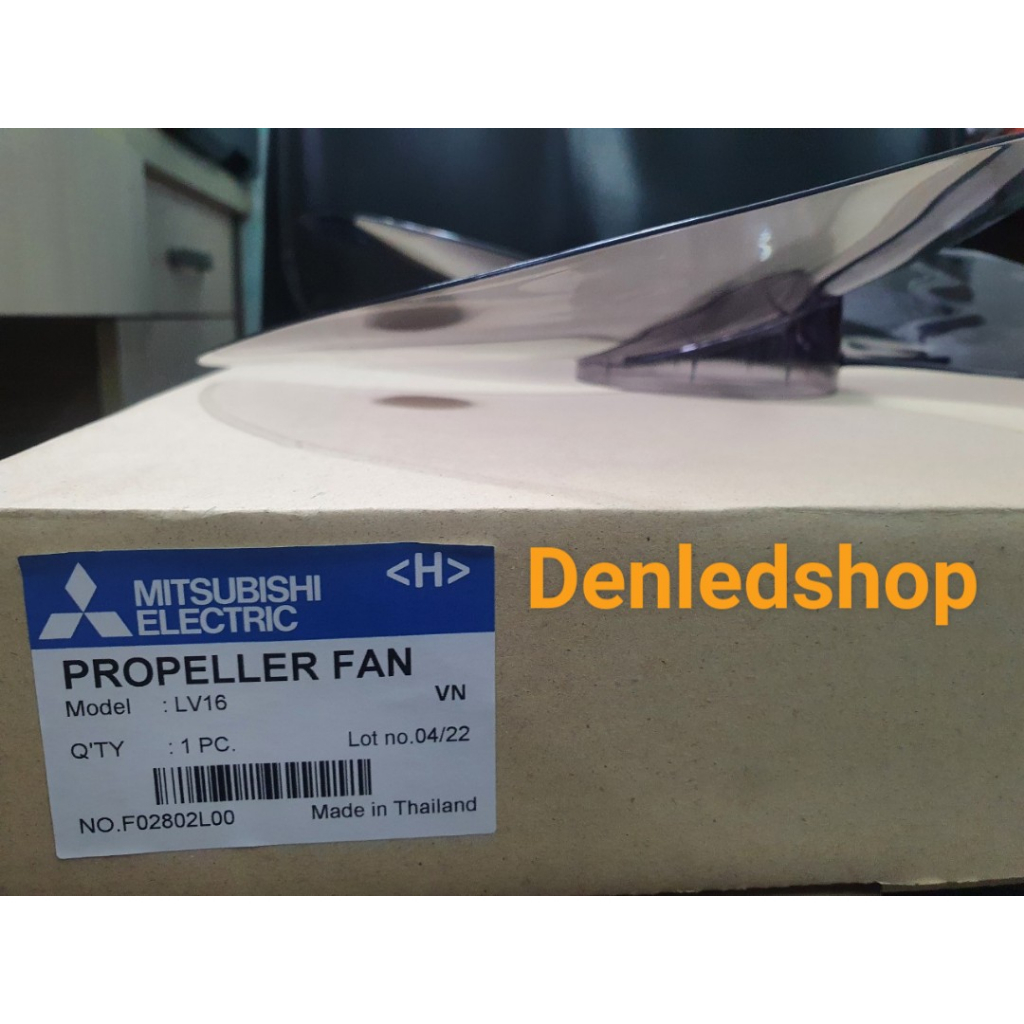 <H>
MITSUBISHI
ELECTRIC
PROPELLER FAN
Model : LV16
VN
Q'TY : 1 PC.
Lot no.04/22
NO.F02802L00
Made in Thailand
Denledshop